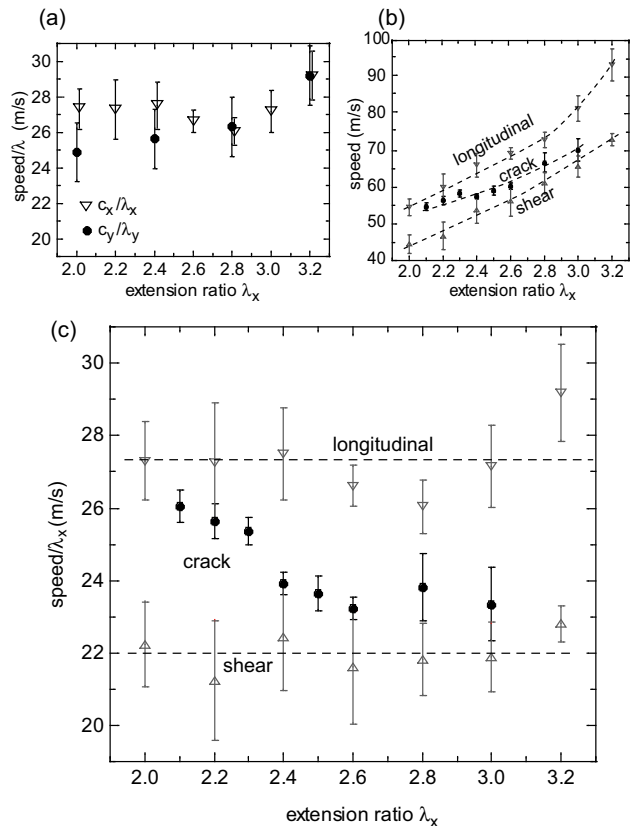 (a)
speed/λ (m/s)
30
28
26
24
22
20
c_x/λ_x
c_y/λ_y
2.0 2.2 2.4 2.6 2.8 3.0 3.2
extension ratio λ_x
(b)
speed (m/s)
100
90
80
70
60
50
40
longitudinal
crack
shear
2.0 2.2 2.4 2.6 2.8 3.0 3.2
extension ratio λ_x
(c)
speed/λ_x (m/s)
30
28
26
24
22
20
longitudinal
crack
shear
2.0 2.2 2.4 2.6 2.8 3.0 3.2
extension ratio λ_x